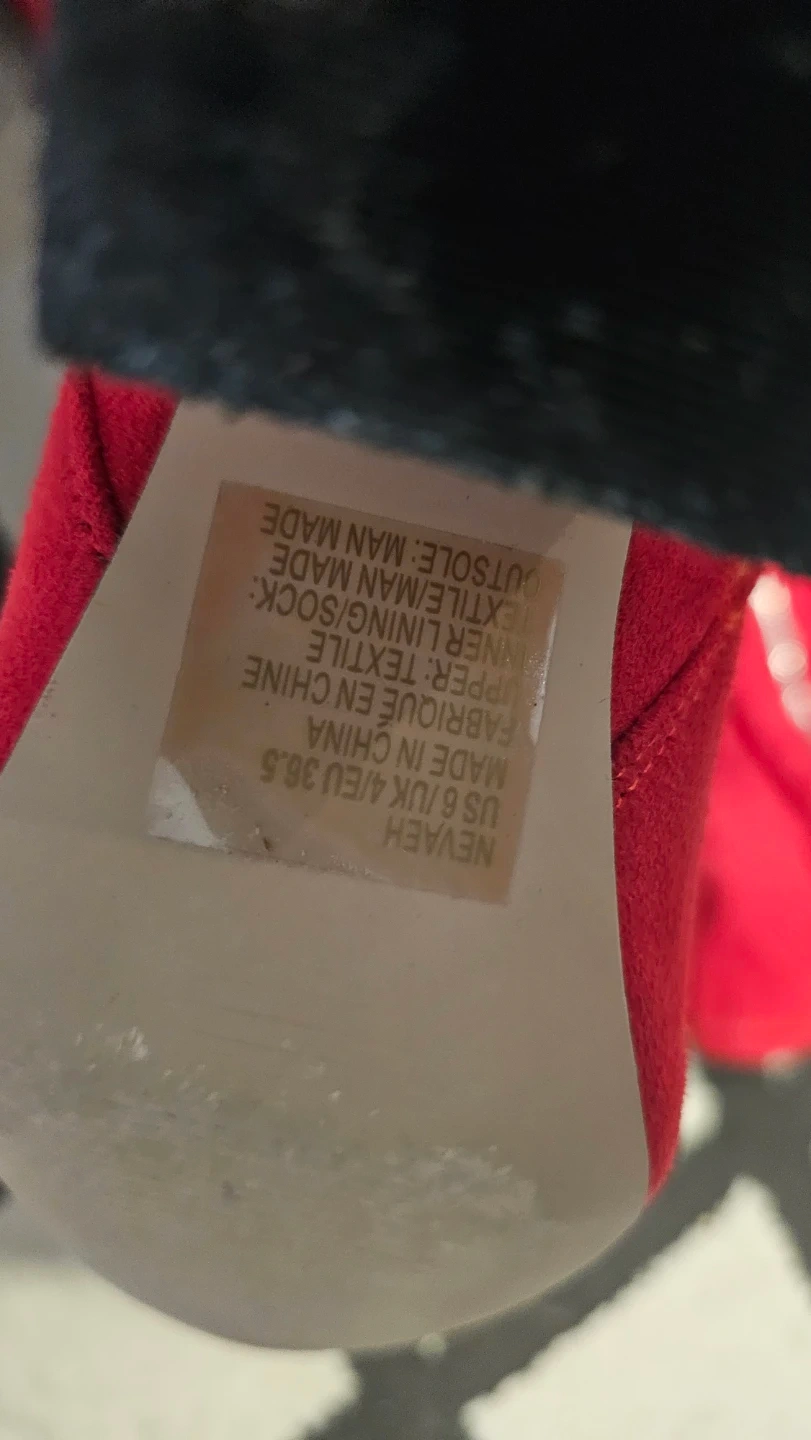 NEVAEH
US 6/UK 4/EU 36.5
MADE IN CHINA
FABRIQUÉ EN CHINE
UPPER: TEXTILE
INNER LINING/SOCK:
TEXTILE/MAN MADE
OUTSOLE: MAN MADE